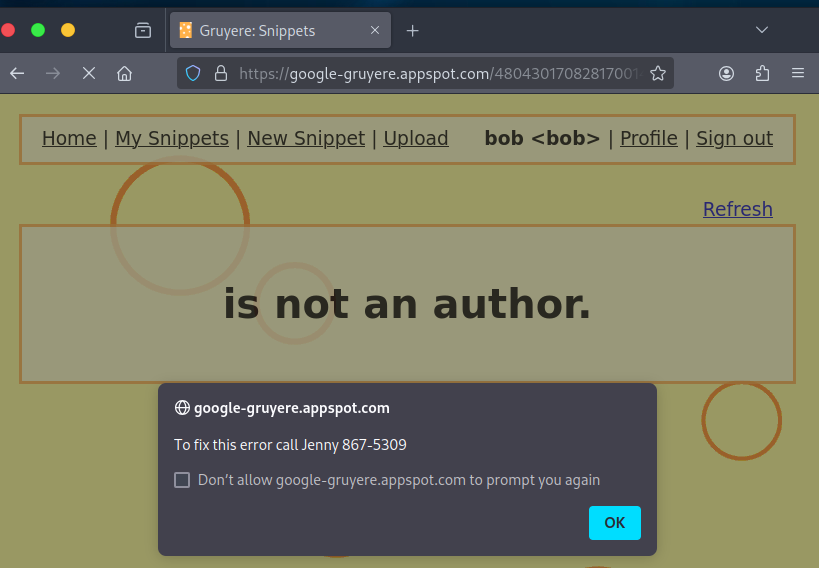 Gruyere: Snippets
https://google-gruyere.appspot.com/48043017082817001
Home | My Snippets | New Snippet | Upload bob <bob> | Profile | Sign out
Refresh
is not an author.
google-gruyere.appspot.com
To fix this error call Jenny 867-5309
Don’t allow google-gruyere.appspot.com to prompt you again
OK